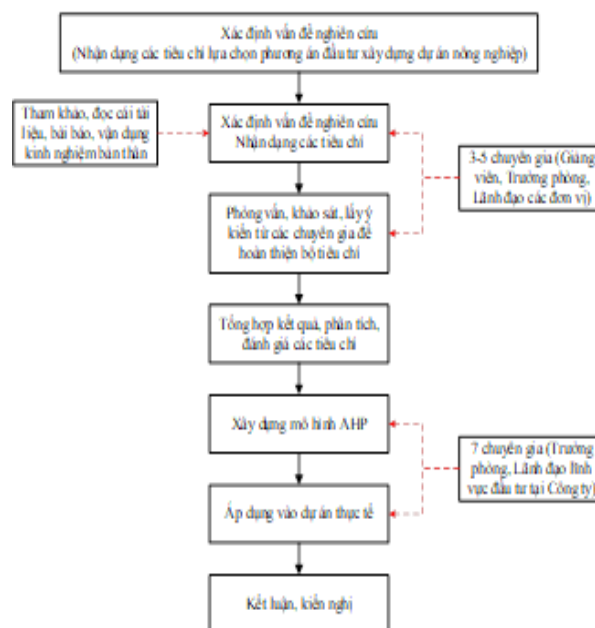 Xác định vấn đề nghiên cứu
(Nhận dạng các tiêu chí lựa chọn phương án đầu tư xây dựng dự án nông nghiệp)
Tham khảo, đọc cái tài
liệu, bài báo, vận dụng
kinh nghiệm bản thân
Xác định vấn đề nghiên cứu
Nhận dạng các tiêu chí
3-5 chuyên gia (Giảng
viên, Trưởng phòng,
Lãnh đạo các đơn vị)
Phỏng vấn, khảo sát, lấy ý
kiến từ các chuyên gia để
hoàn thiện bộ tiêu chí
Tổng hợp kết quả, phân tích,
đánh giá các tiêu chí
Xây dựng mô hình AHP
7 chuyên gia (Trưởng
phòng, Lãnh đạo lĩnh
vực đầu tư tại Công ty)
Áp dụng vào dự án thực tế
Kết luận, kiến nghị